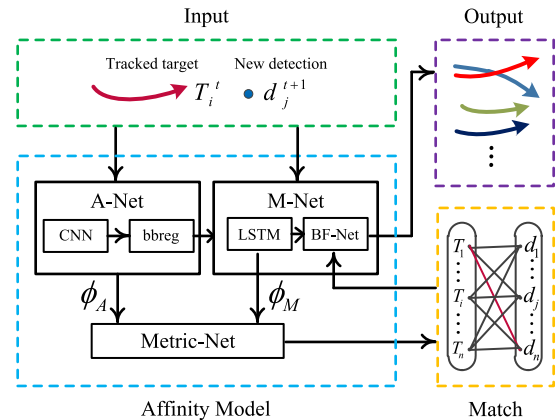 Input
Output
Tracked target
New detection
T_i^t
d_j^{t+1}
A-Net
M-Net
CNN
bbreg
LSTM
BF-Net
ϕ_A
ϕ_M
Metric-Net
T_1
d_1
T_i
d_j
T_n
d_n
Affinity Model
Match